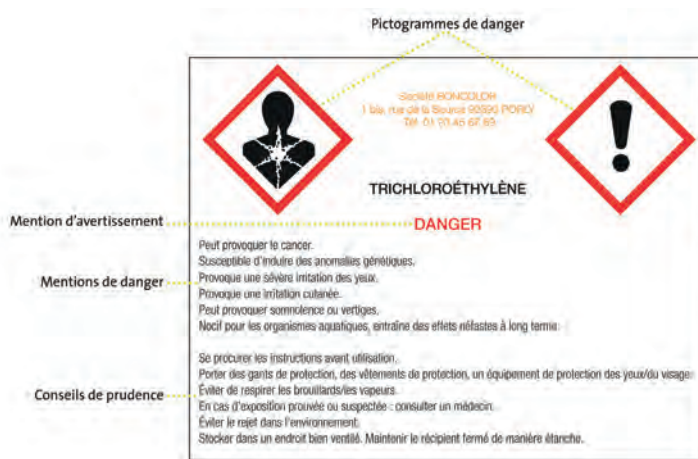 Pictogrammes de danger
Société BONCOLOR
1 bis, rue de la Source
Tél. 01 20 45 67 89
TRICHLOROÉTHYLÈNE
Mention d'avertissement
DANGER
Peut provoquer le cancer.
Susceptible d'induire des anomalies génétiques.
Mentions de danger
Provoque une sévère irritation des yeux.
Provoque une irritation cutanée.
Peut provoquer somnolence ou vertiges.
Nocif pour les organismes aquatiques, entraîne des effets néfastes à long terme.
Se procurer les instructions avant utilisation.
Porter des gants de protection, des vêtements de protection, un équipement de protection des yeux/du visage.
Conseils de prudence
Éviter de respirer les brouillards/les vapeurs.
En cas d'exposition prouvée ou suspectée : consulter un médecin.
Éviter le rejet dans l'environnement.
Stocker dans un endroit bien ventilé. Maintenir le récipient fermé de manière étanche.